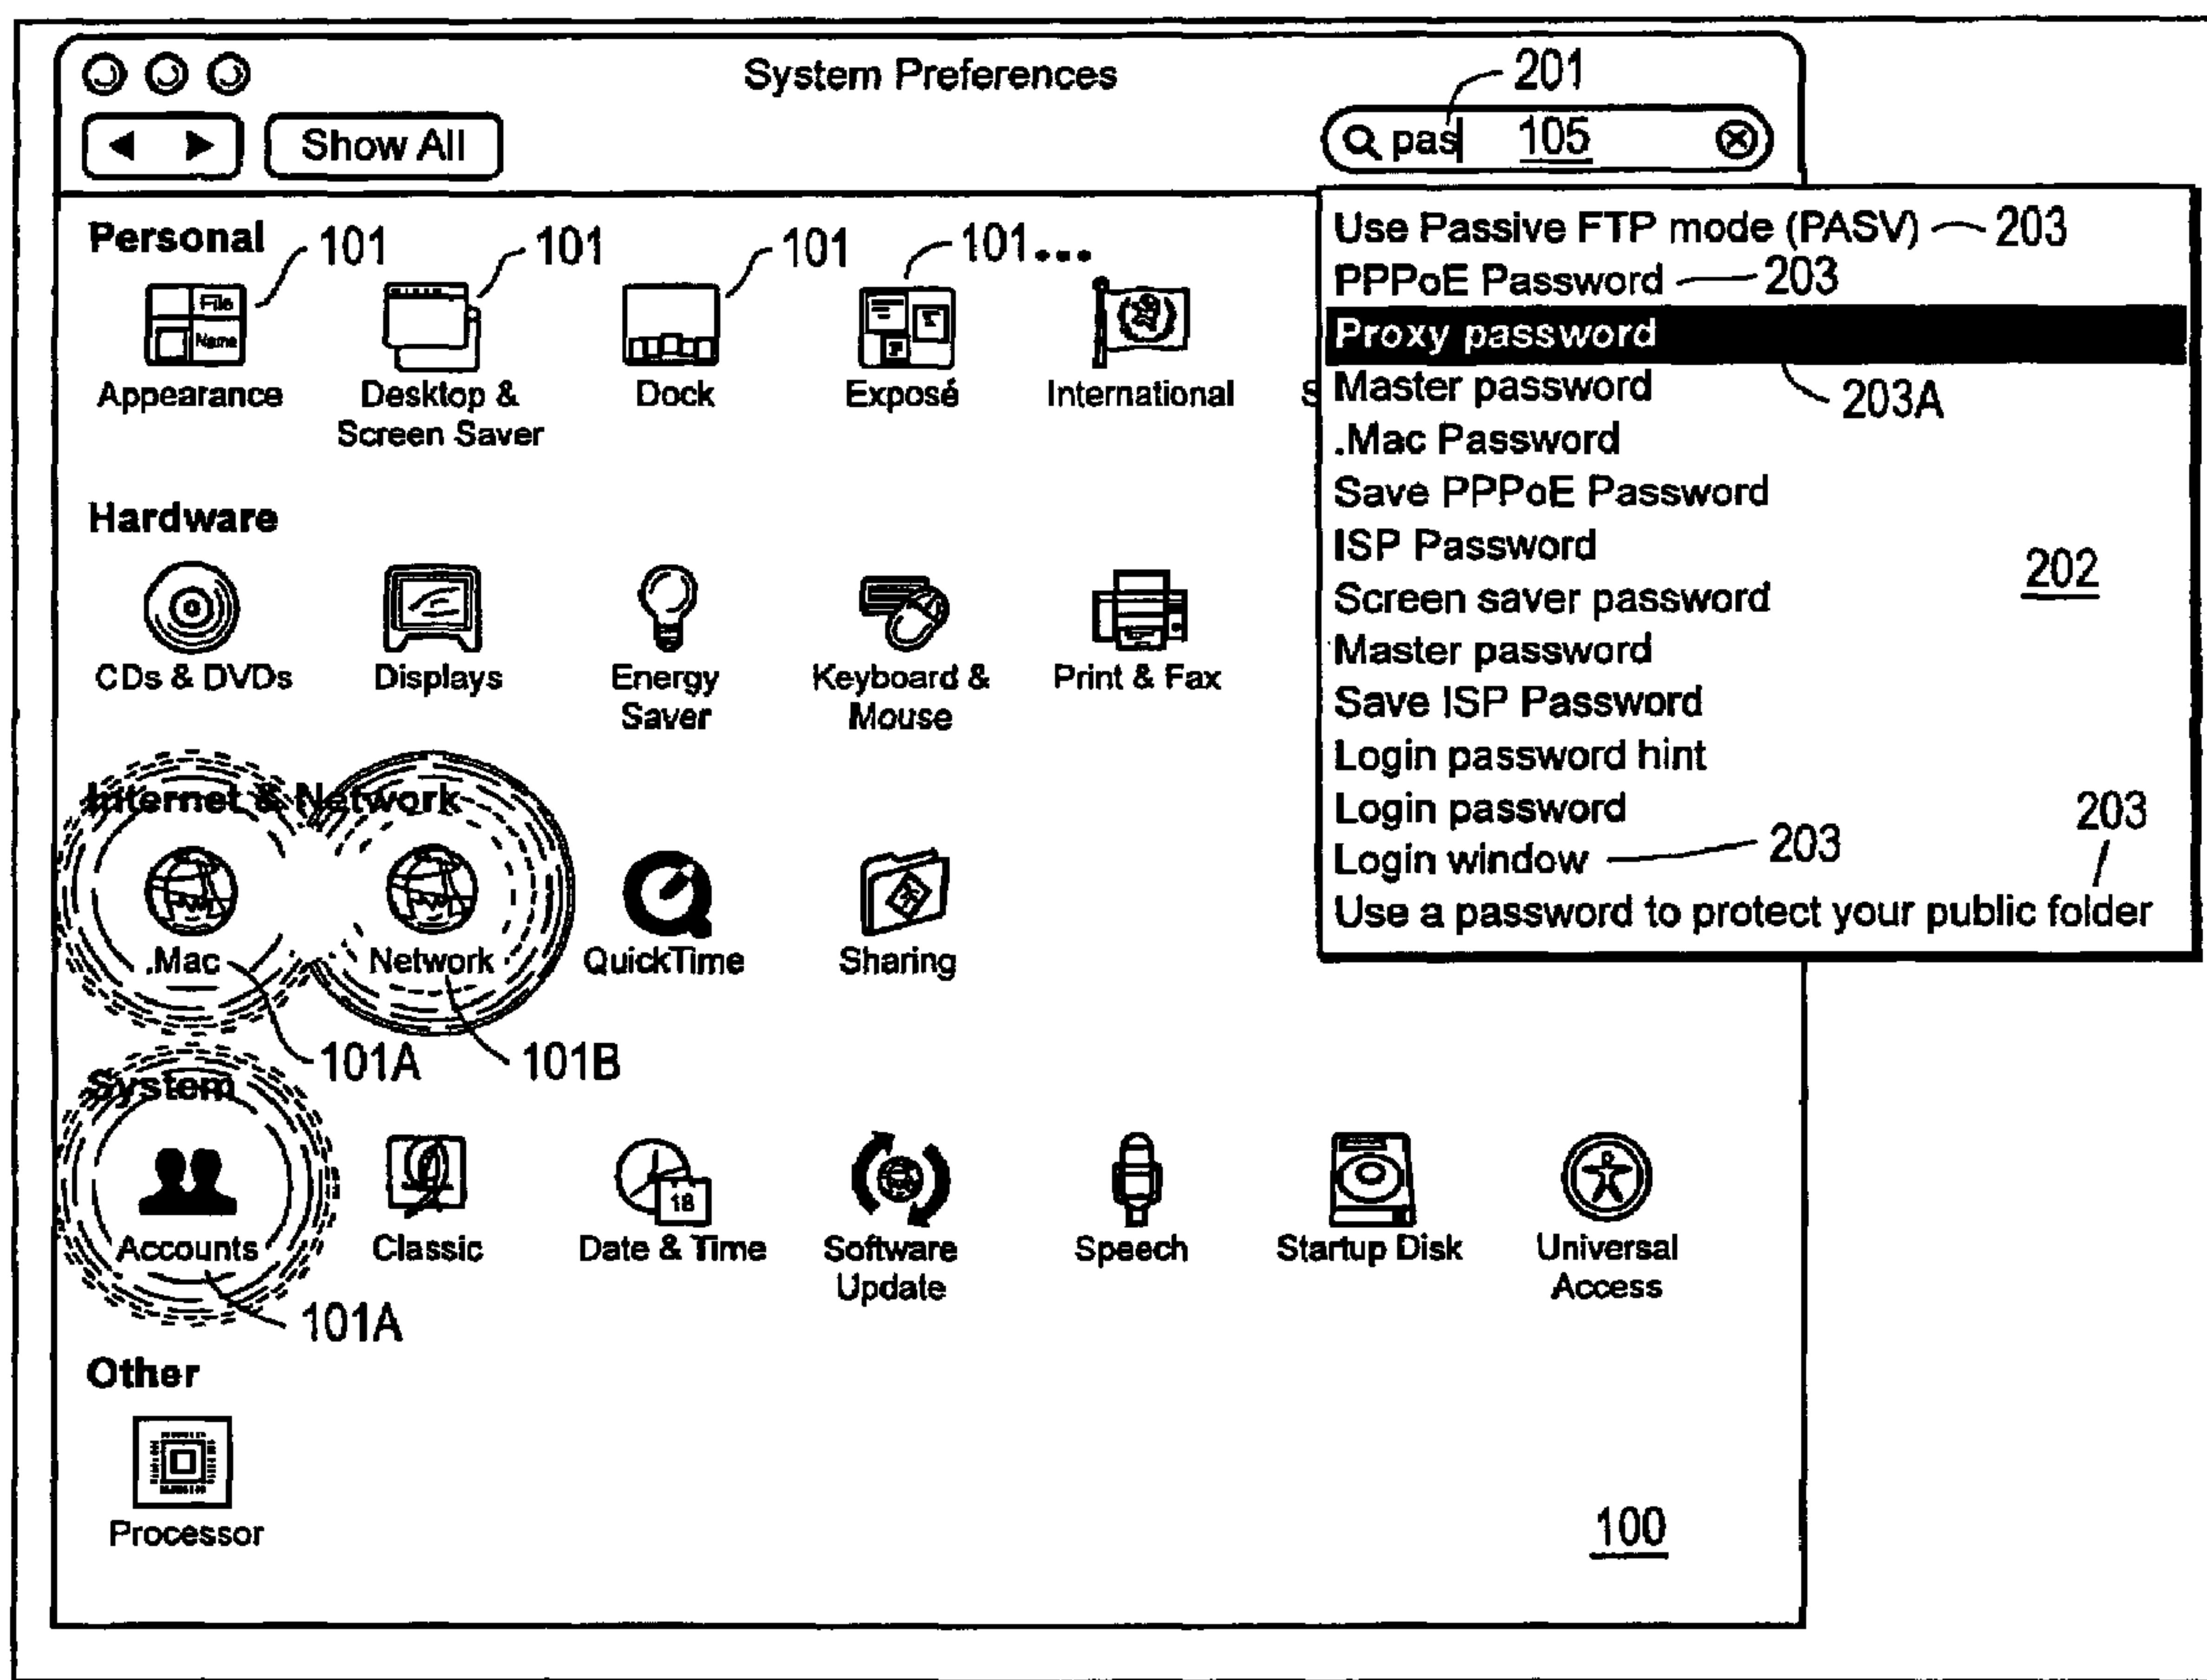 System Preferences
201
Show All
pas 105
Personal 101 101 101 101...
File
Name
Appearance Desktop & Screen Saver Dock Exposé International S
Hardware
CDs & DVDs Displays Energy Saver Keyboard & Mouse Print & Fax
Internet & Network
.Mac Network QuickTime Sharing
101A 101B
System
18
Accounts Classic Date & Time Software Update Speech Startup Disk Universal Access
101A
Other
Processor
100
Use Passive FTP mode (PASV) 203
PPPoE Password 203
Proxy password
Master password 203A
.Mac Password
Save PPPoE Password
ISP Password
202
Screen saver password
Master password
Save ISP Password
Login password hint
Login password 203
Login window 203
Use a password to protect your public folder